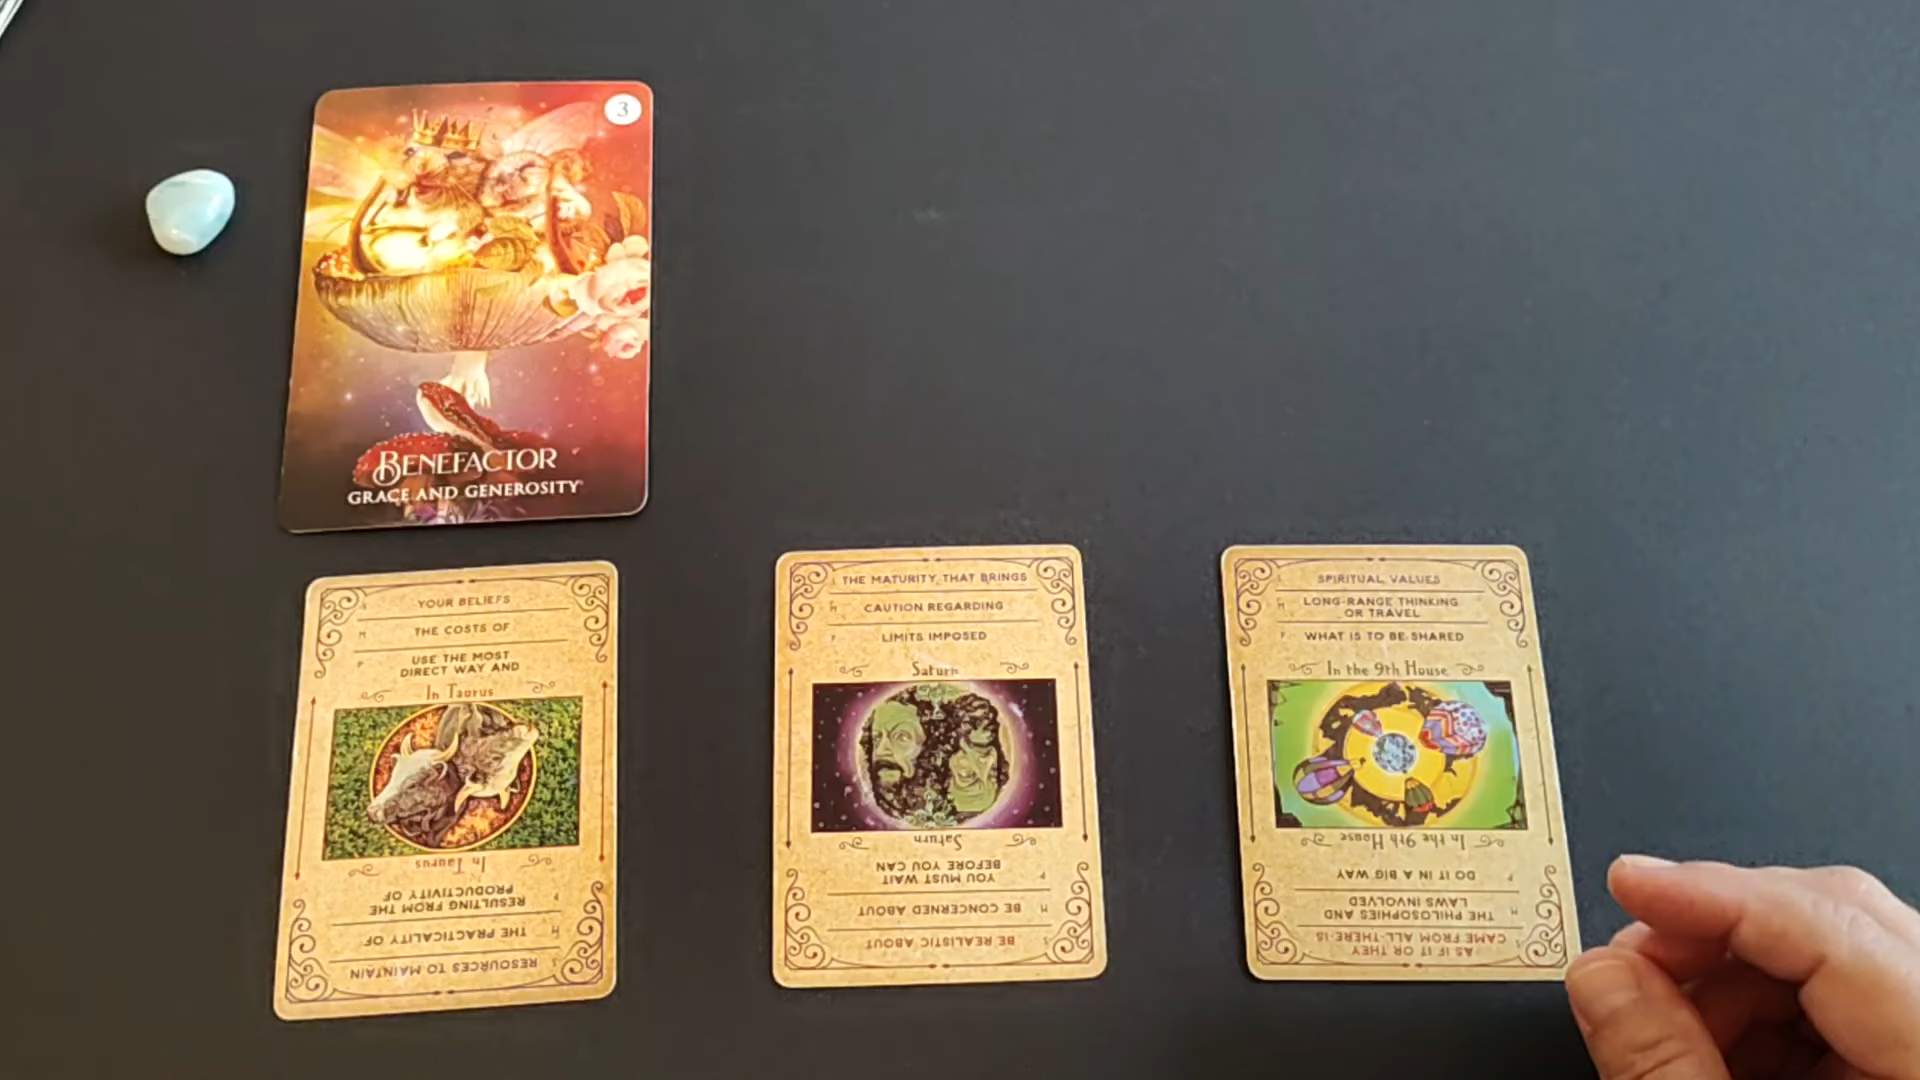 3
BENEFACTOR
GRACE AND GENEROSITY
S YOUR BELIEFS
M THE COSTS OF
P USE THE MOST
DIRECT WAY AND
In Taurus
In Taurus
P RESULTING FROM THE
PRODUCTIVITY OF
M THE PRACTICALITY OF
S RESOURCES TO MAINTAIN
S THE MATURITY THAT BRINGS
M CAUTION REGARDING
P LIMITS IMPOSED
Saturn
Saturn
P YOU MUST WAIT
BEFORE YOU CAN
M BE CONCERNED ABOUT
S BE REALISTIC ABOUT
S SPIRITUAL VALUES
M LONG-RANGE THINKING
OR TRAVEL
P WHAT IS TO BE SHARED
In the 9th House
In the 9th House
P DO IT IN A BIG WAY
M THE PHILOSOPHIES AND
LAWS INVOLVED
S AS IF IT OR THEY
CAME FROM ALL-THERE-IS